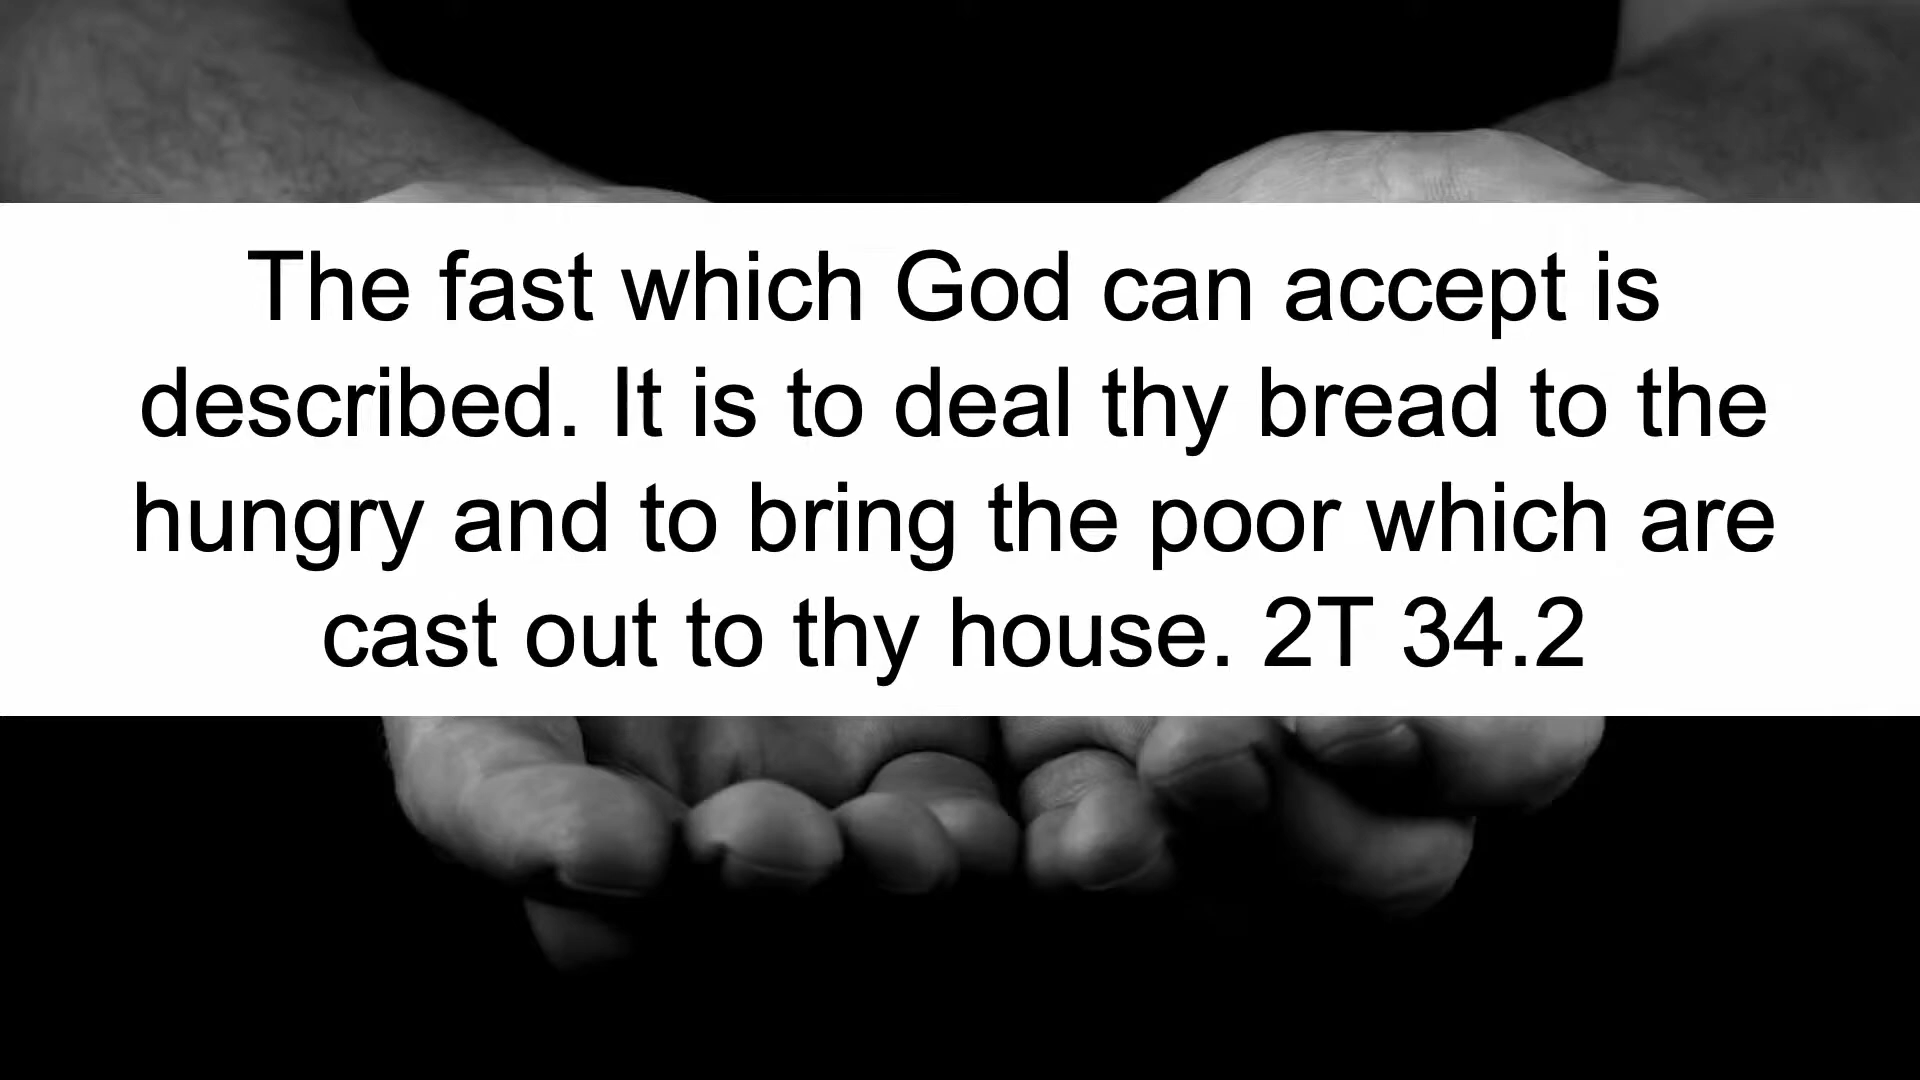 The fast which God can accept is
described. It is to deal thy bread to the
hungry and to bring the poor which are
cast out to thy house. 2T 34.2